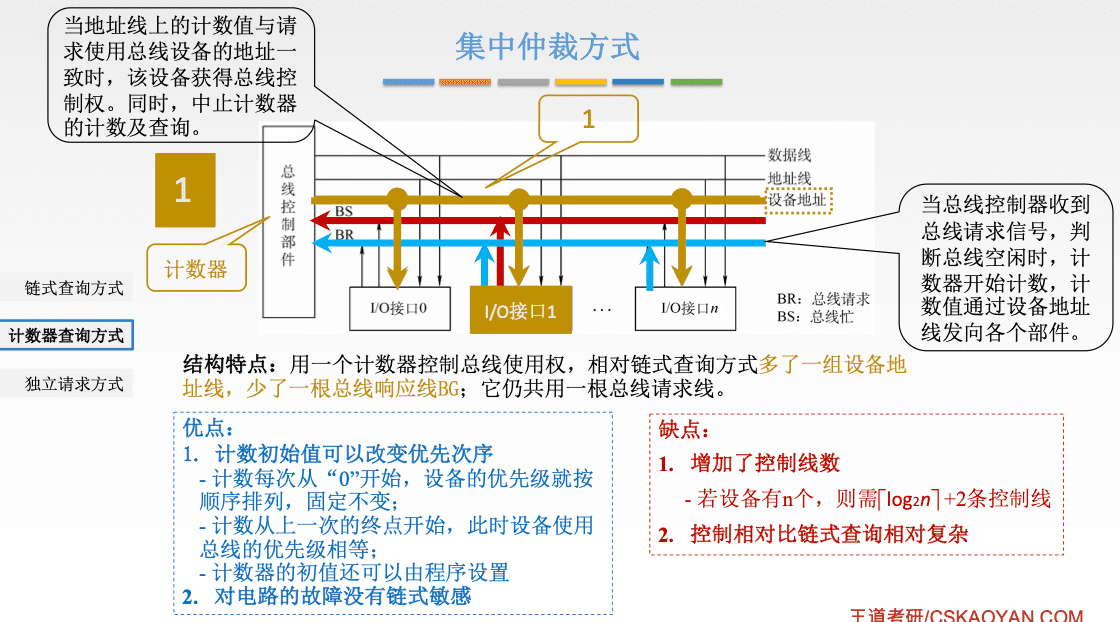 集中仲裁方式
当地址线上的计数值与请
求使用总线设备的地址一
致时，该设备获得总线控
制权。同时，中止计数器
的计数及查询。
1
1
计数器
总线控制部件
数据线
地址线
设备地址
BS
BR
I/O接口0
I/O接口1
···
I/O接口n
BR：总线请求
BS：总线忙
当总线控制器收到
总线请求信号，判
断总线空闲时，计
数器开始计数，计
数值通过设备地址
线发向各个部件。
链式查询方式
计数器查询方式
独立请求方式
结构特点：用一个计数器控制总线使用权，相对链式查询方式多了一组设备地
址线，少了一根总线响应线BG；它仍共用一根总线请求线。
优点：
1. 计数初始值可以改变优先次序
- 计数每次从“0”开始，设备的优先级就按
顺序排列，固定不变；
- 计数从上一次的终点开始，此时设备使用
总线的优先级相等；
- 计数器的初值还可以由程序设置
2. 对电路的故障没有链式敏感
缺点：
1. 增加了控制线数
- 若设备有n个，则需⌈log₂n⌉+2条控制线
2. 控制相对比链式查询相对复杂
王道考研/CSKAOYAN.COM